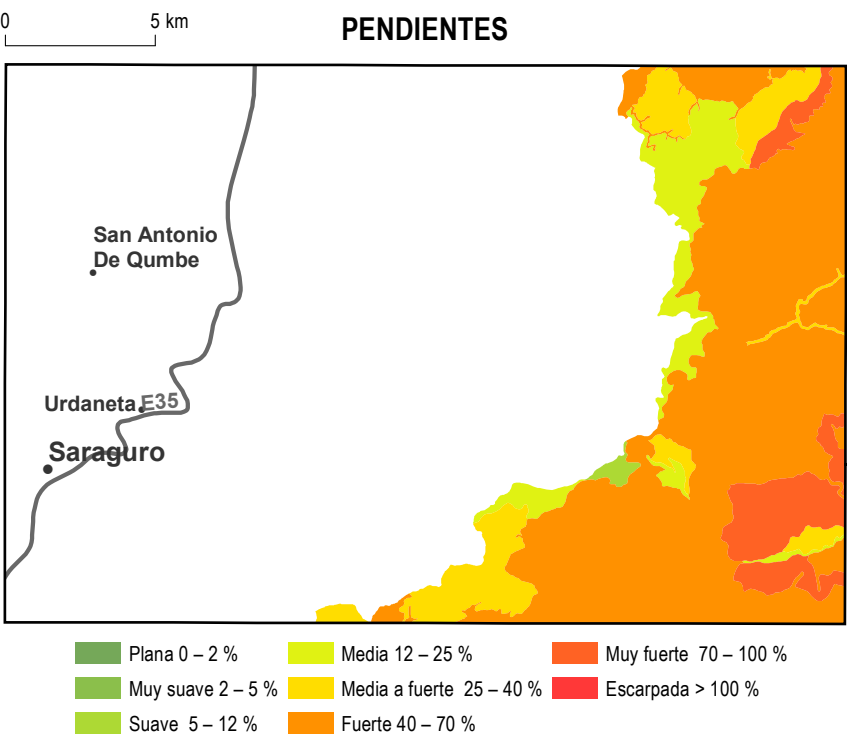 0 5 km
PENDIENTES
San Antonio
De Qumbe
Urdaneta
E35
Saraguro
Plana 0 – 2 %
Muy suave 2 – 5 %
Suave 5 – 12 %
Media 12 – 25 %
Media a fuerte 25 – 40 %
Fuerte 40 – 70 %
Muy fuerte 70 – 100 %
Escarpada > 100 %